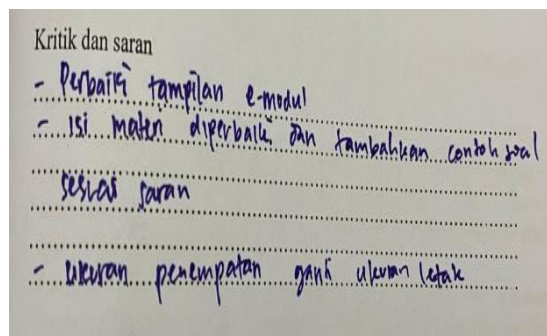 Kritik dan saran
- Perbaiki tampilan e-modul
- Isi materi diperbaiki dan tambahkan contoh soal
sesuai saran
- ukuran penempatan ganti ukuran letak